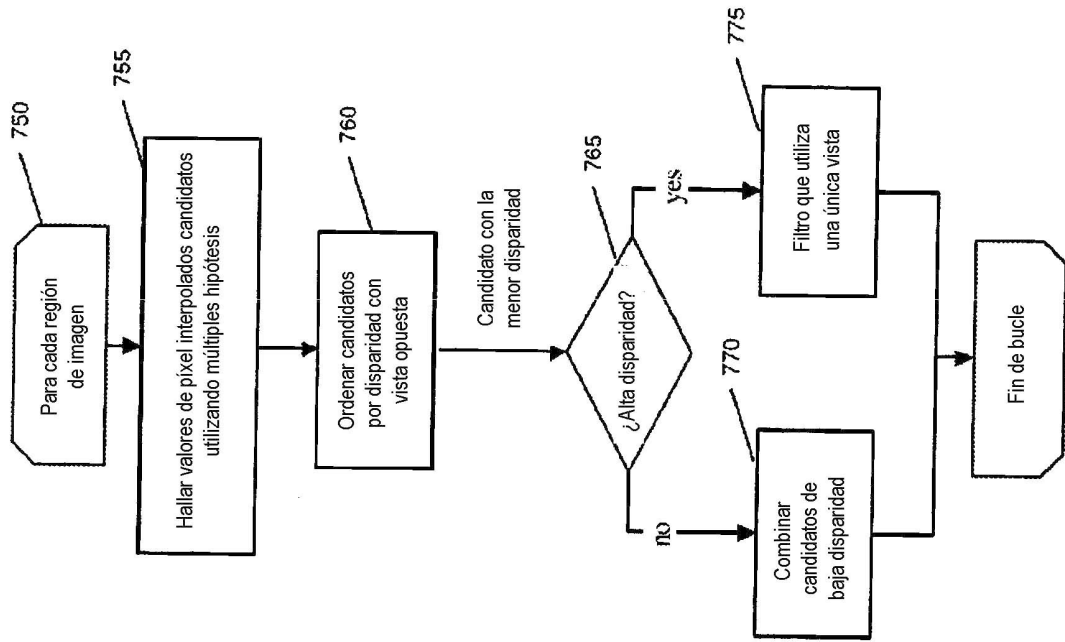 750
Para cada región
de imagen
755
Hallar valores de pixel interpolados candidatos
utilizando múltiples hipótesis
760
Ordenar candidatos
por disparidad con
vista opuesta
Candidato con la
menor disparidad
765
¿Alta disparidad?
no
yes
770
Combinar
candidatos de
baja disparidad
775
Filtro que utiliza
una única vista
Fin de bucle